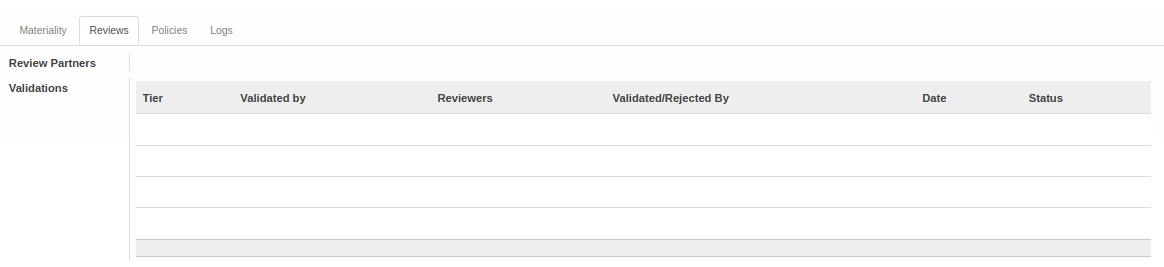 Materiality Reviews Policies Logs
Review Partners
Validations
Tier Validated by Reviewers Validated/Rejected By Date Status